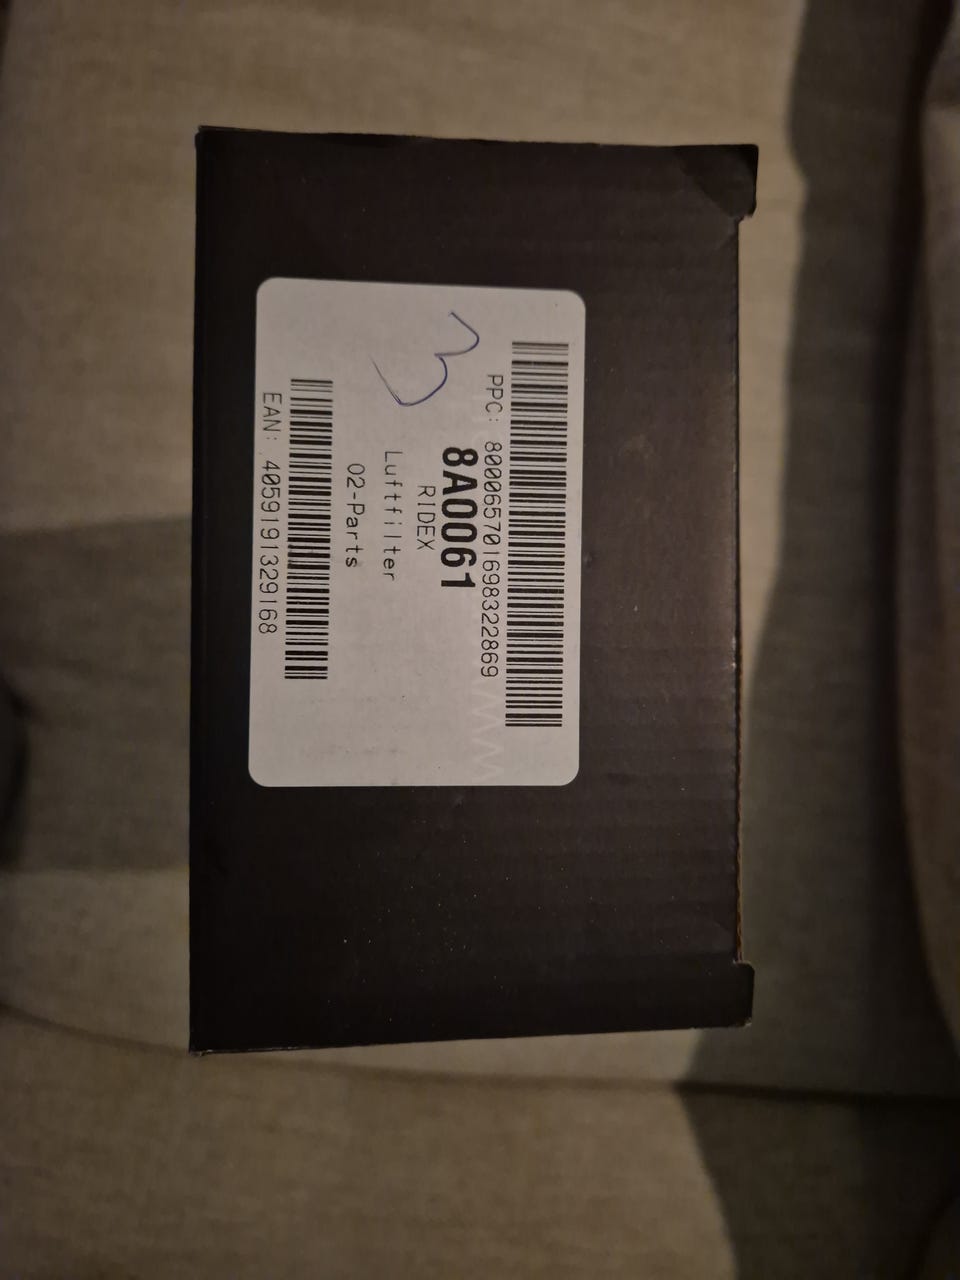 PPC: 800065701698322869
8A0061
RIDEX
Luftfilter
02-Parts
EAN: 4059191329168
3